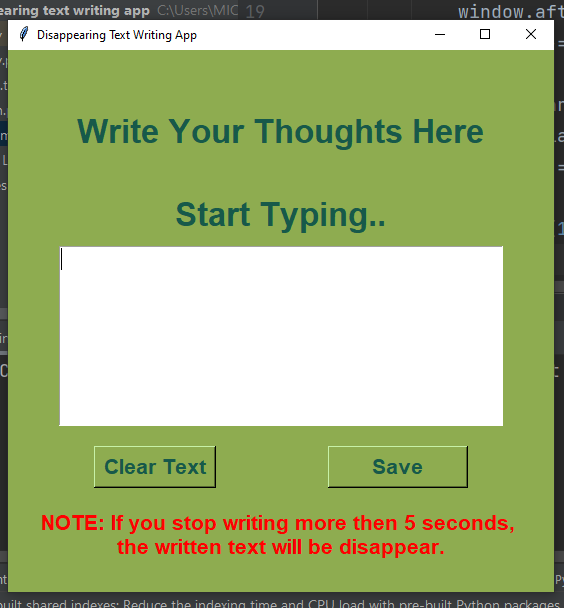 earing text writing app C:\Users\MIC 19
window.aft
Disappearing Text Writing App
Write Your Thoughts Here
Start Typing..
Clear Text
Save
NOTE: If you stop writing more then 5 seconds,
the written text will be disappear.
built shared indexes: Reduce the indexing time and CPU load with pre-built Python packages